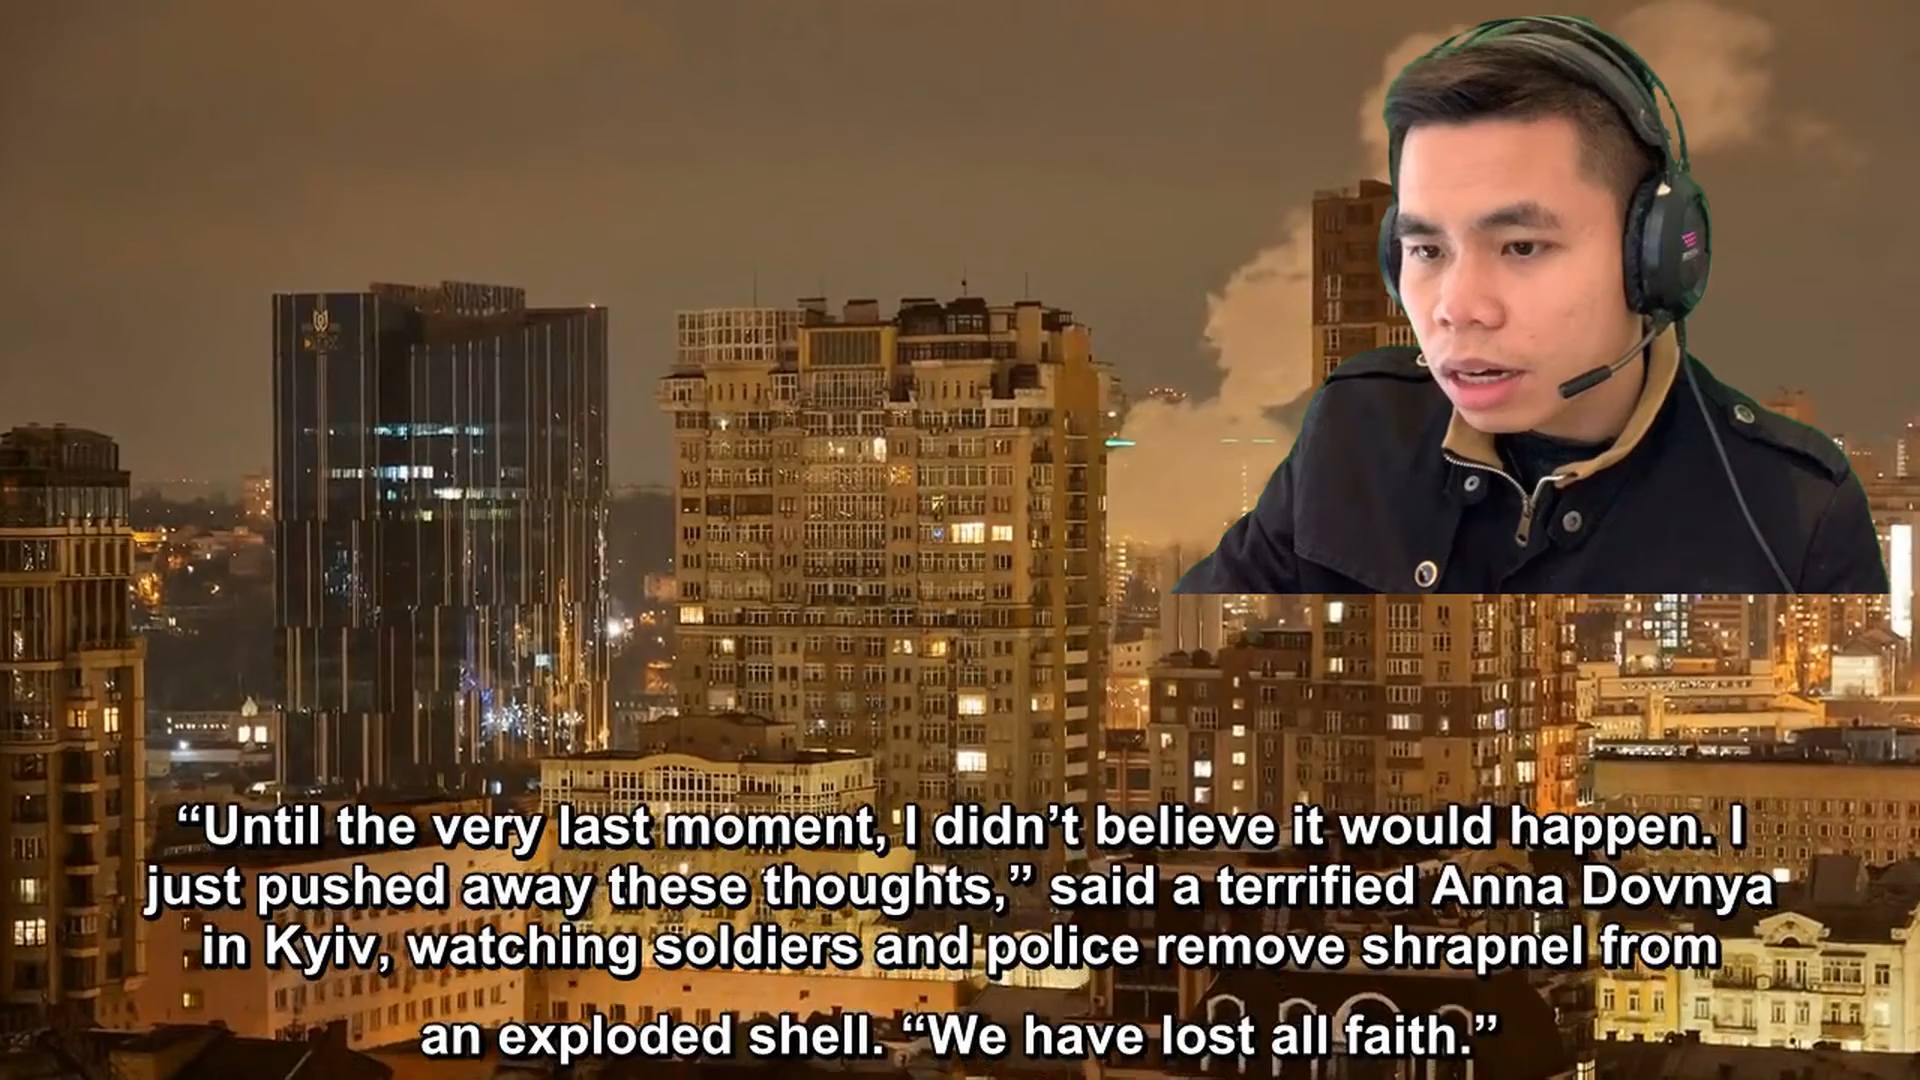 SAMSUNG
“Until the very last moment, I didn’t believe it would happen. I
just pushed away these thoughts,” said a terrified Anna Dovnya
in Kyiv, watching soldiers and police remove shrapnel from
an exploded shell. “We have lost all faith.”